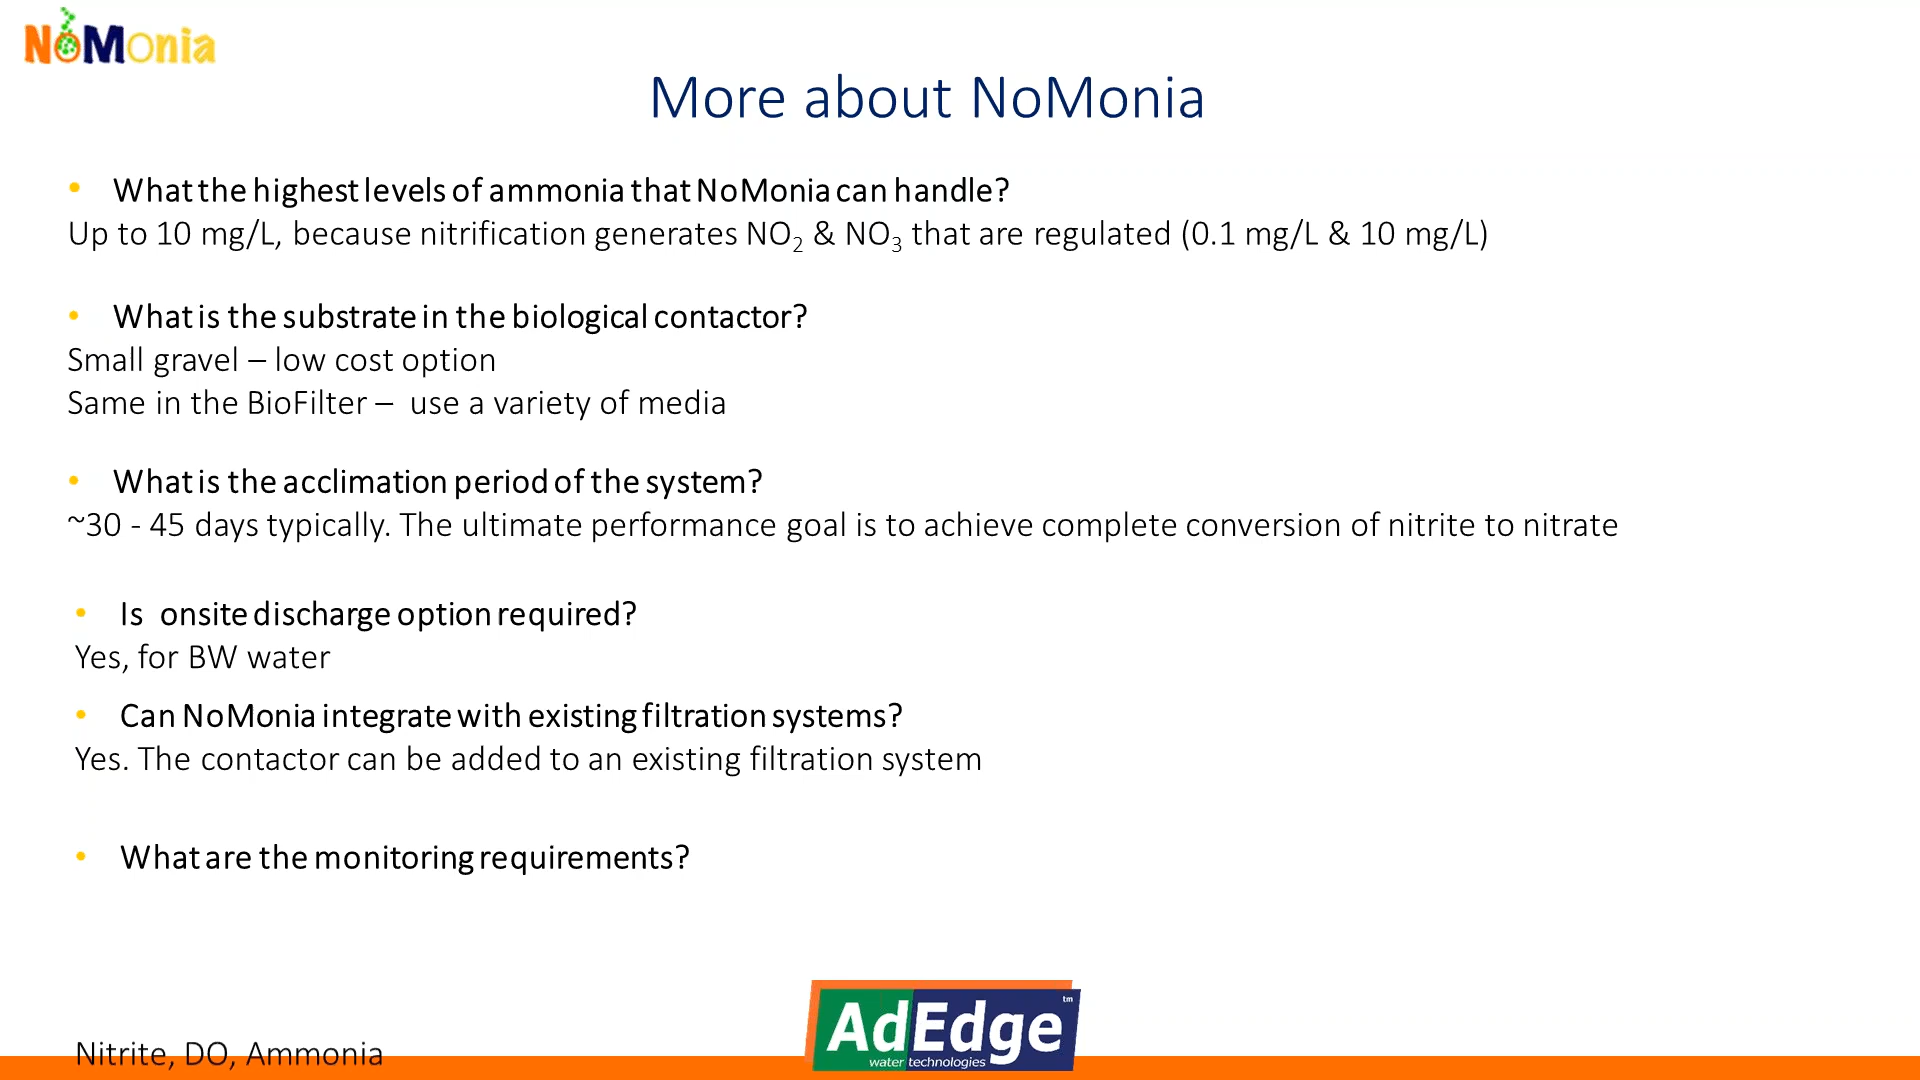 NoMonia
More about NoMonia
• What the highest levels of ammonia that NoMonia can handle?
Up to 10 mg/L, because nitrification generates NO₂ & NO₃ that are regulated (0.1 mg/L & 10 mg/L)
• What is the substrate in the biological contactor?
Small gravel – low cost option
Same in the BioFilter – use a variety of media
• What is the acclimation period of the system?
~30 - 45 days typically. The ultimate performance goal is to achieve complete conversion of nitrite to nitrate
• Is onsite discharge option required?
Yes, for BW water
• Can NoMonia integrate with existing filtration systems?
Yes. The contactor can be added to an existing filtration system
• What are the monitoring requirements?
Nitrite, DO, Ammonia
AdEdge tm
water technologies